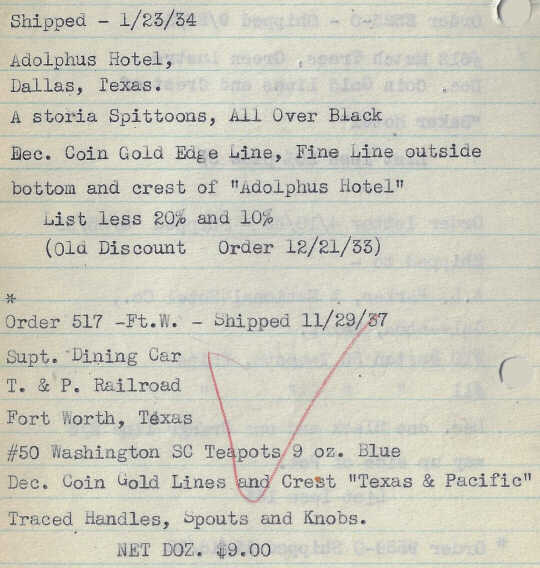 Shipped - 1/23/34
Adolphus Hotel
Dallas, Texas.
A storia Spittoons, All Over Black
Dec. Coin Gold Edge Line, Fine Line outside
bottom and crest of "Adolphus Hotel"
List less 20% and 10%
(Old Discount Order 12/21/33)
*
Order 517 -Ft.W. - Shipped 11/29/37
Supt. Dining Car
T. & P. Railroad
Fort Worth, Texas
#50 Washington SC Teapots 9 oz. Blue
Dec. Coin Gold Lines and Crest "Texas & Pacific"
Traced Handles, Spouts and Knobs.
NET DOZ. $9.00